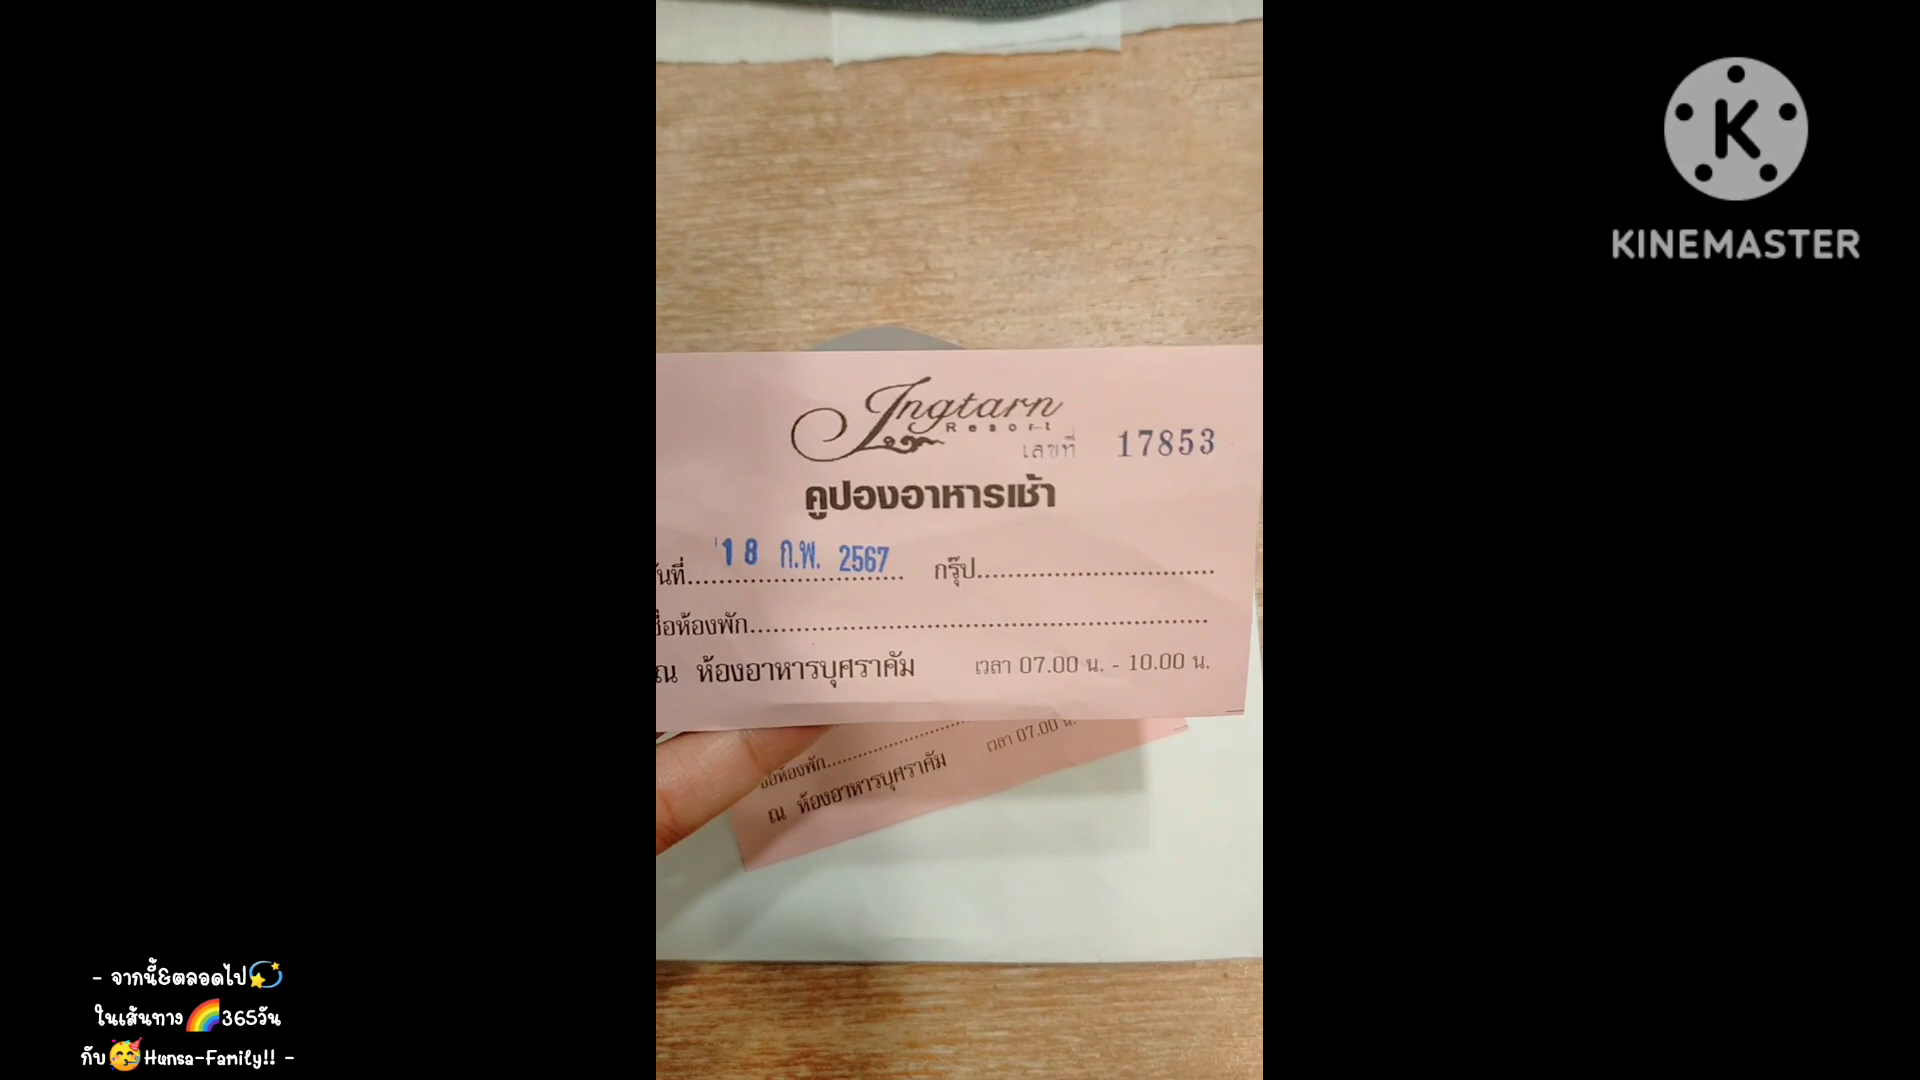 KINEMASTER
Ingtarn
Resort
เลขที่ 17853
คูปองอาหารเช้า
18 ก.พ. 2567
วันที่.......................... กรุ๊ป..............................
ชื่อห้องพัก..........................................................
ณ ห้องอาหารบุศราคัม เวลา 07.00 น. - 10.00 น.
ชื่อห้องพัก..................
ณ ห้องอาหารบุศราคัม เวลา 07.00 น.
- จากนี้&ตลอดไป💫
ในเส้นทาง🌈365วัน
กับ🥳Hunsa-Family!! -